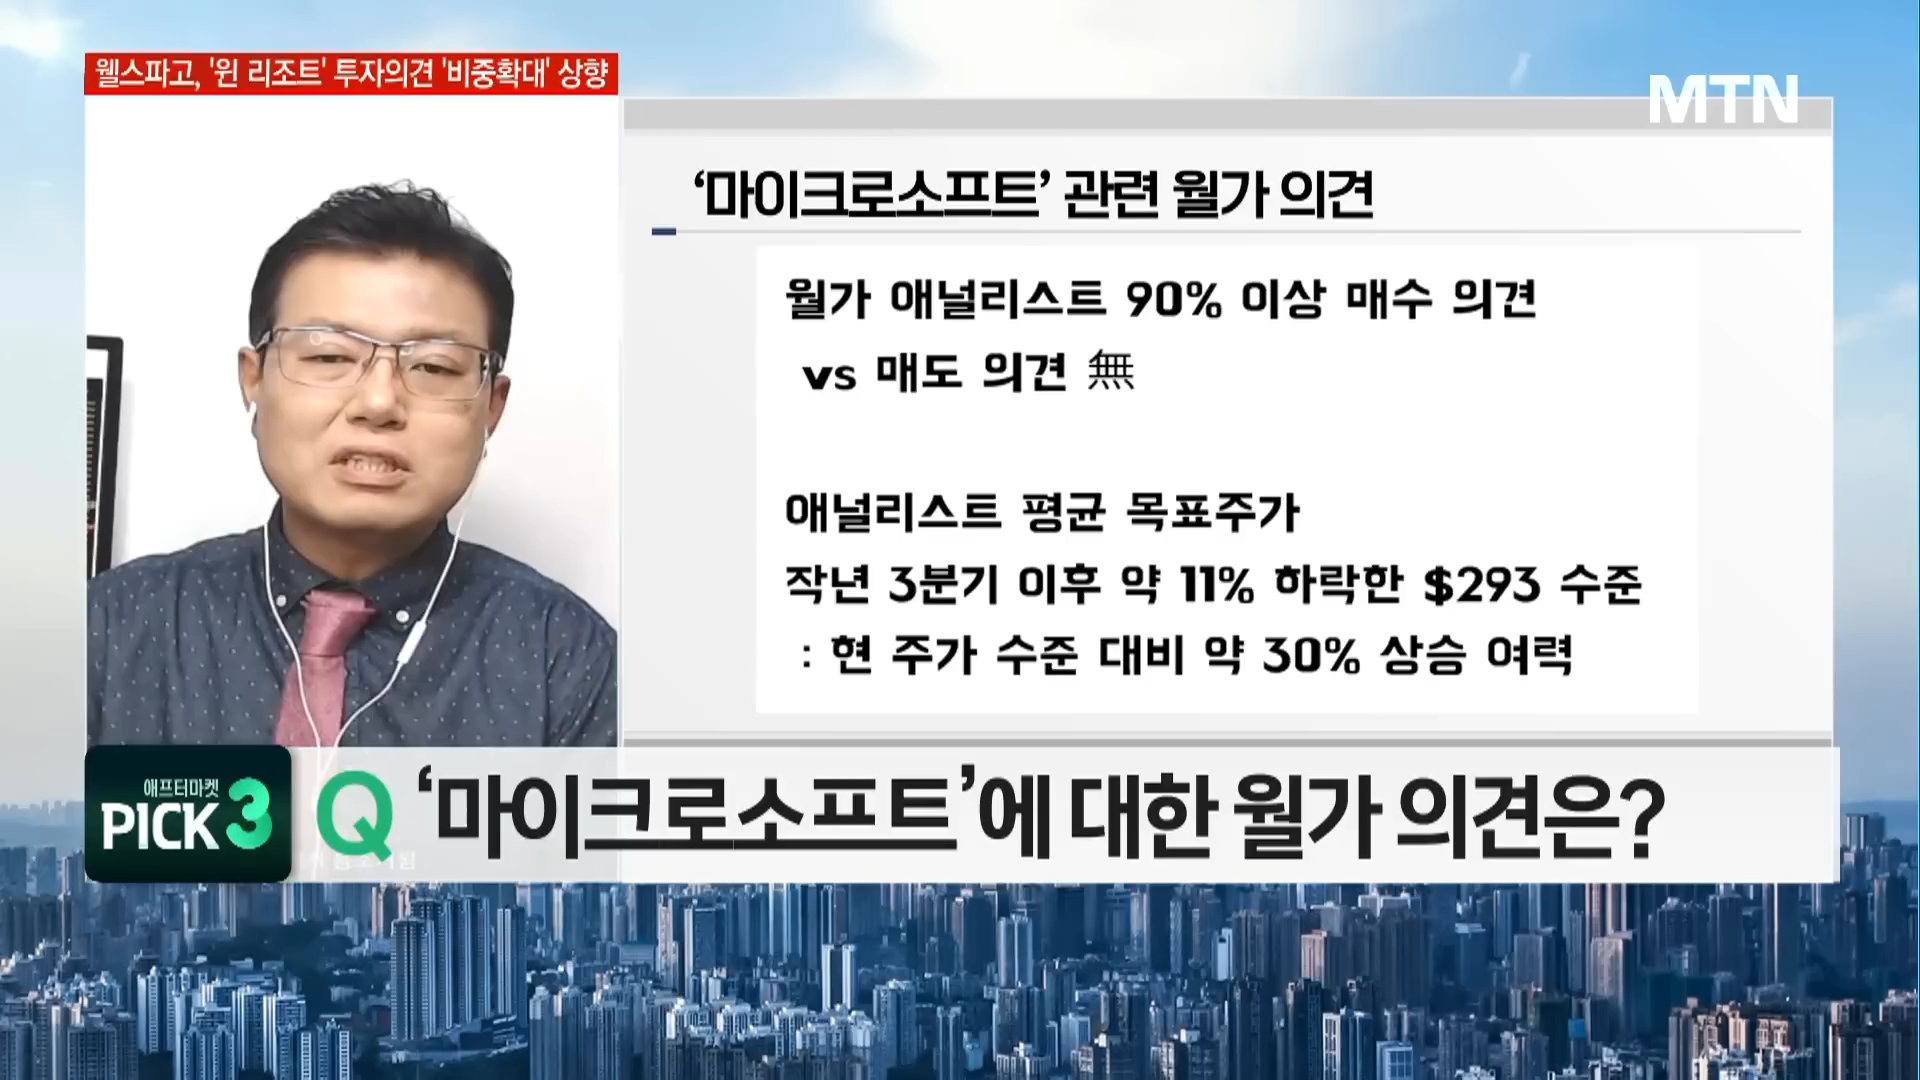 웰스파고, '윈 리조트' 투자의견 '비중확대' 상향
MTN
‘마이크로소프트’ 관련 월가 의견
월가 애널리스트 90% 이상 매수 의견
vs 매도 의견 無
애널리스트 평균 목표주가
작년 3분기 이후 약 11% 하락한 $293 수준
: 현 주가 수준 대비 약 30% 상승 여력
애프터마켓
PICK3
Q ‘마이크로소프트’에 대한 월가 의견은?